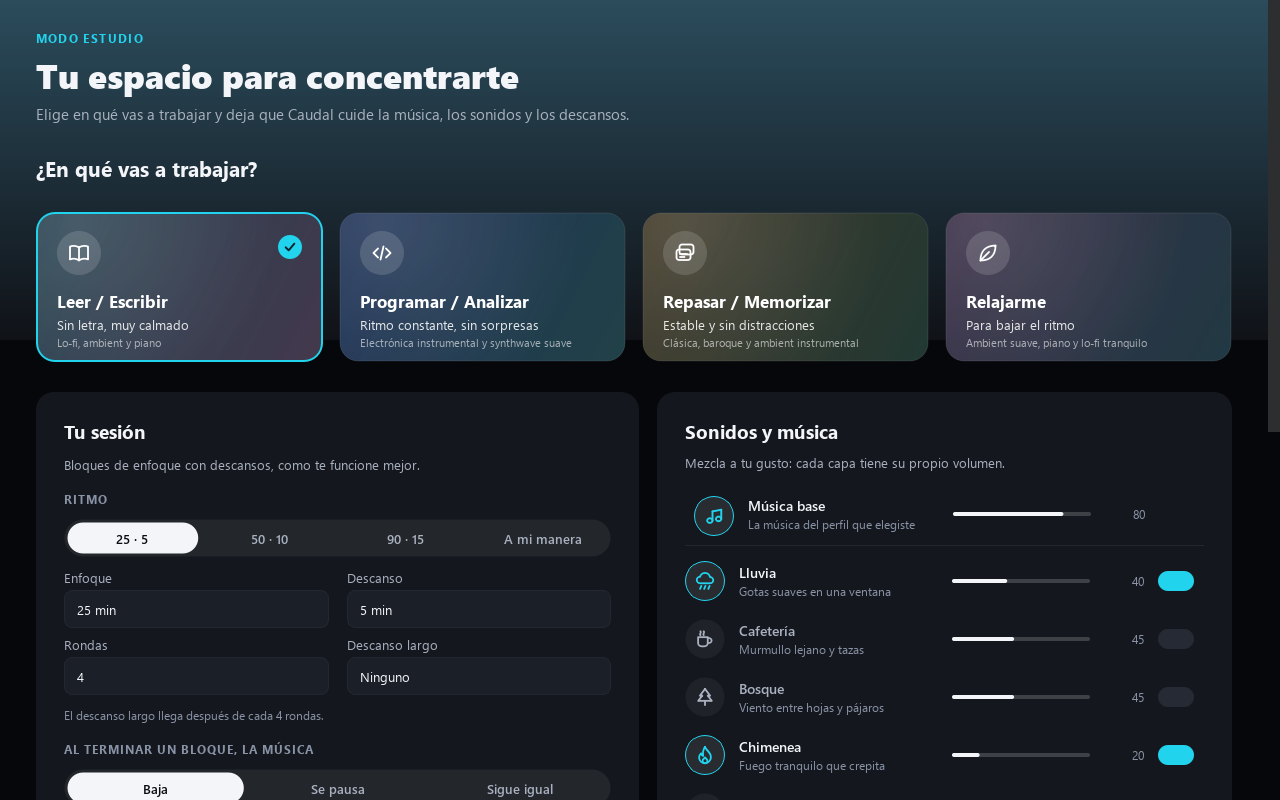 MODO ESTUDIO
Tu espacio para concentrarte
Elige en qué vas a trabajar y deja que Caudal cuide la música, los sonidos y los descansos.
¿En qué vas a trabajar?
Leer / Escribir
Sin letra, muy calmado
Lo-fi, ambient y piano
Programar / Analizar
Ritmo constante, sin sorpresas
Electrónica instrumental y synthwave suave
Repasar / Memorizar
Estable y sin distracciones
Clásica, baroque y ambient instrumental
Relajarme
Para bajar el ritmo
Ambient suave, piano y lo-fi tranquilo
Tu sesión
Bloques de enfoque con descansos, como te funcione mejor.
RITMO
25 · 5
50 · 10
90 · 15
A mi manera
Enfoque
Descanso
25 min
5 min
Rondas
Descanso largo
4
Ninguno
El descanso largo llega después de cada 4 rondas.
AL TERMINAR UN BLOQUE, LA MÚSICA
Baja
Se pausa
Sigue igual
Sonidos y música
Mezcla a tu gusto: cada capa tiene su propio volumen.
Música base
La música del perfil que elegiste
80
Lluvia
Gotas suaves en una ventana
40
Cafetería
Murmullo lejano y tazas
45
Bosque
Viento entre hojas y pájaros
45
Chimenea
Fuego tranquilo que crepita
20